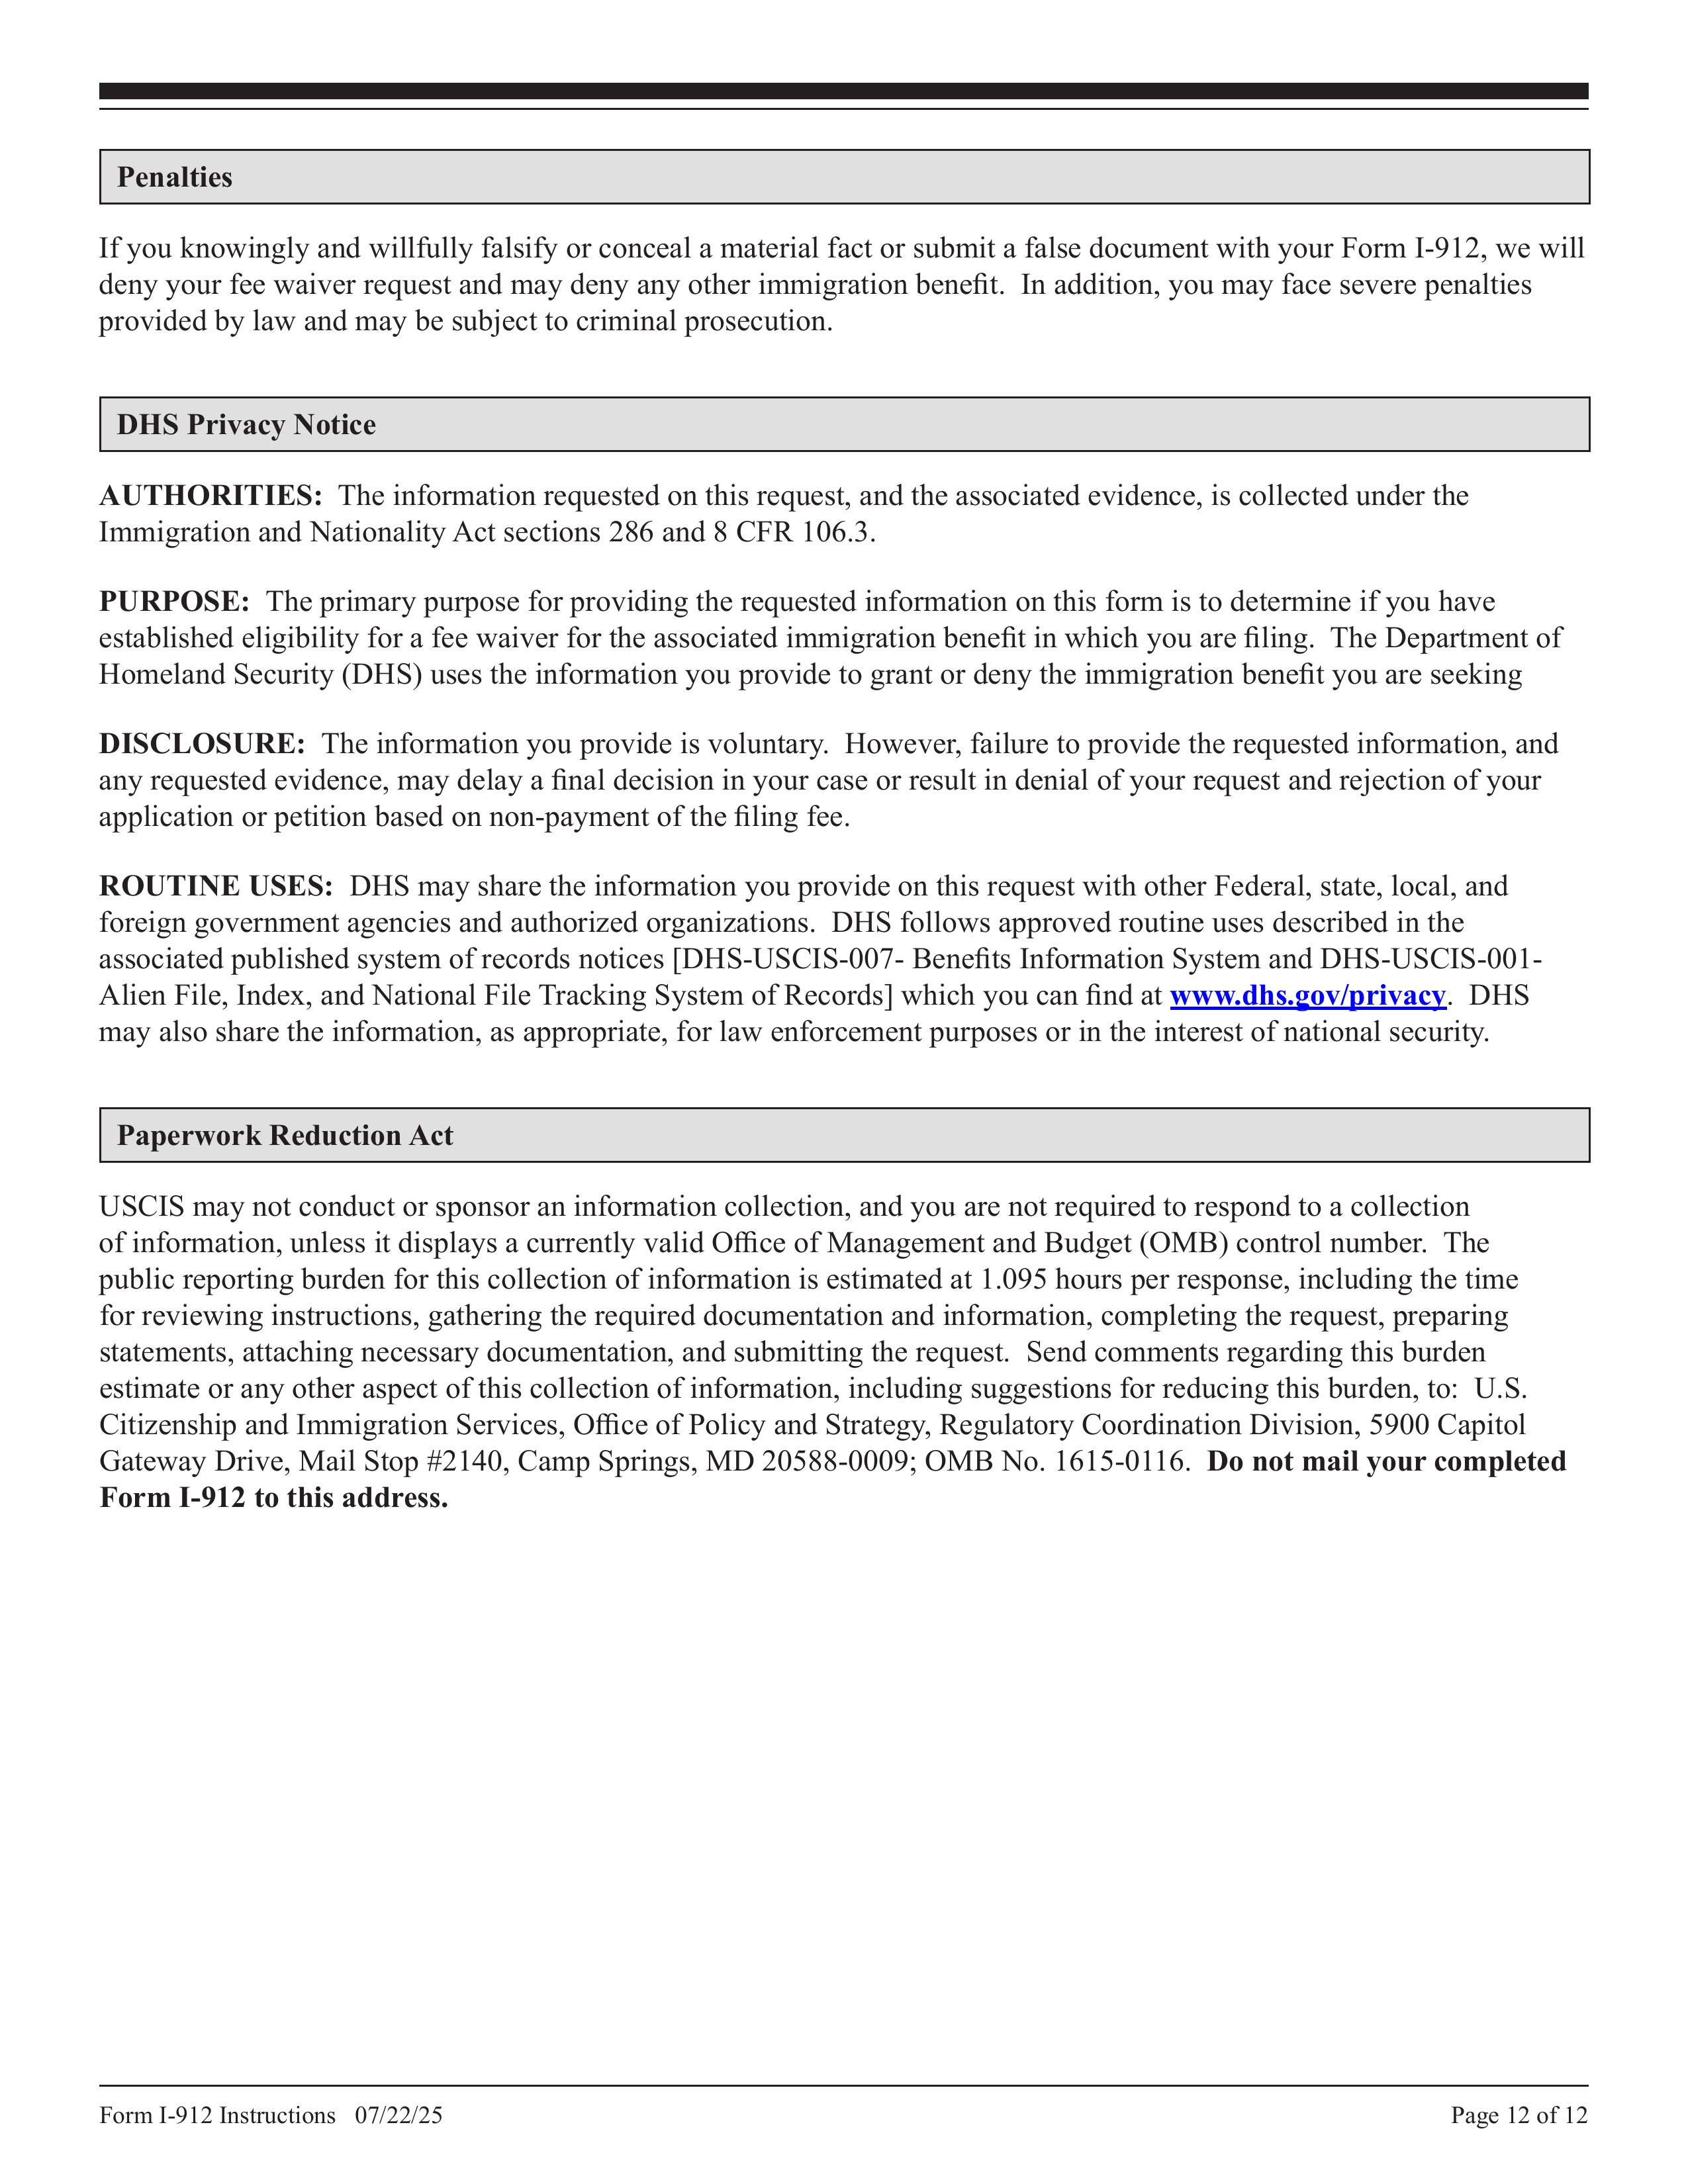 Penalties
If you knowingly and willfully falsify or conceal a material fact or submit a false document with your Form I-912, we will
deny your fee waiver request and may deny any other immigration benefit.  In addition, you may face severe penalties
provided by law and may be subject to criminal prosecution.
DHS Privacy Notice
AUTHORITIES:  The information requested on this request, and the associated evidence, is collected under the
Immigration and Nationality Act sections 286 and 8 CFR 106.3.
PURPOSE:  The primary purpose for providing the requested information on this form is to determine if you have
established eligibility for a fee waiver for the associated immigration benefit in which you are filing.  The Department of
Homeland Security (DHS) uses the information you provide to grant or deny the immigration benefit you are seeking
DISCLOSURE:  The information you provide is voluntary.  However, failure to provide the requested information, and
any requested evidence, may delay a final decision in your case or result in denial of your request and rejection of your
application or petition based on non-payment of the filing fee.
ROUTINE USES:  DHS may share the information you provide on this request with other Federal, state, local, and
foreign government agencies and authorized organizations.  DHS follows approved routine uses described in the
associated published system of records notices [DHS-USCIS-007- Benefits Information System and DHS-USCIS-001-
Alien File, Index, and National File Tracking System of Records] which you can find at www.dhs.gov/privacy.  DHS
may also share the information, as appropriate, for law enforcement purposes or in the interest of national security.
Paperwork Reduction Act
USCIS may not conduct or sponsor an information collection, and you are not required to respond to a collection
of information, unless it displays a currently valid Office of Management and Budget (OMB) control number.  The
public reporting burden for this collection of information is estimated at 1.095 hours per response, including the time
for reviewing instructions, gathering the required documentation and information, completing the request, preparing
statements, attaching necessary documentation, and submitting the request.  Send comments regarding this burden
estimate or any other aspect of this collection of information, including suggestions for reducing this burden, to:  U.S.
Citizenship and Immigration Services, Office of Policy and Strategy, Regulatory Coordination Division, 5900 Capitol
Gateway Drive, Mail Stop #2140, Camp Springs, MD 20588-0009; OMB No. 1615-0116.  Do not mail your completed
Form I-912 to this address.
Form I-912 Instructions   07/22/25
Page 12 of 12